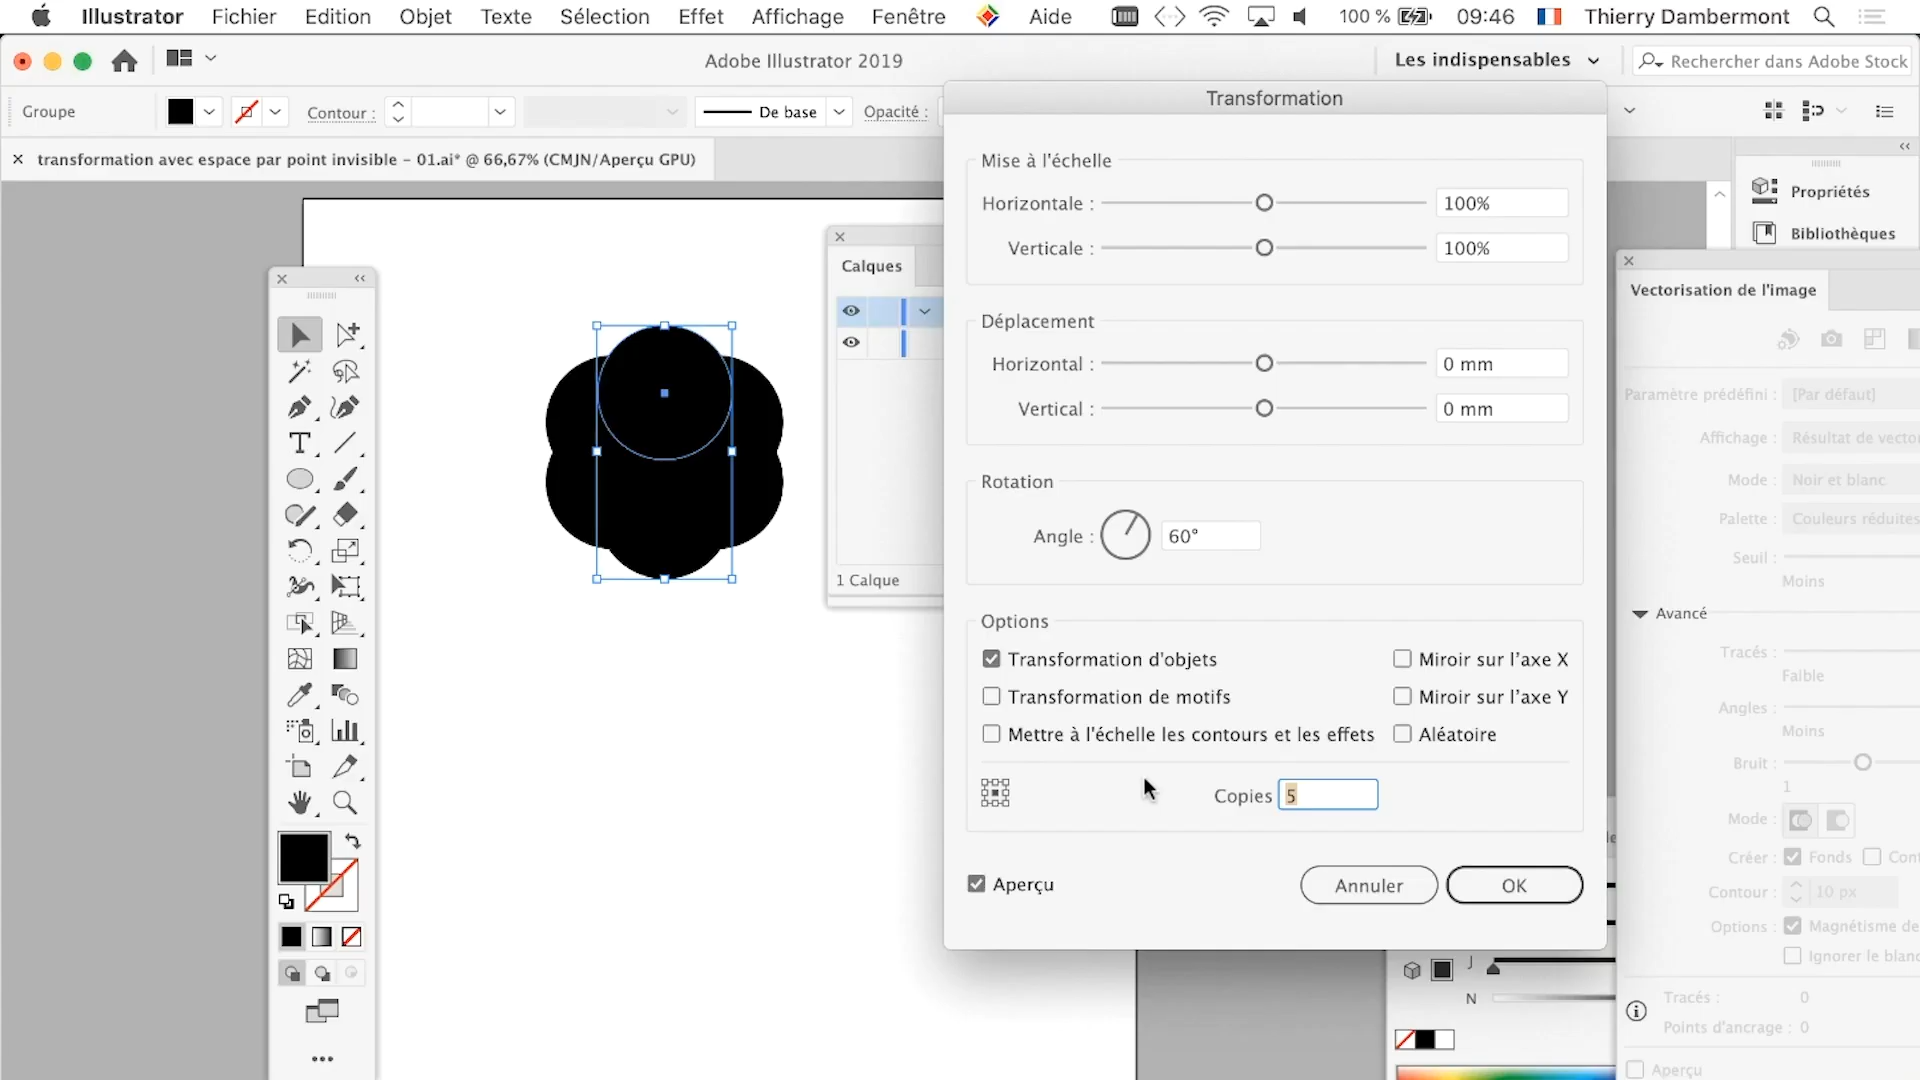 Illustrator Fichier Edition Objet Texte Sélection Effet Affichage Fenêtre Aide 100 % 09:46 Thierry Dambermont
Adobe Illustrator 2019
Les indispensables
Rechercher dans Adobe Stock
Groupe
Contour :
De base
Opacité :
transformation avec espace par point invisible – 01.ai* @ 66,67% (CMJN/Aperçu GPU)
Calques
1 Calque
Transformation
Mise à l'échelle
Horizontale : 100%
Verticale : 100%
Déplacement
Horizontal : 0 mm
Vertical : 0 mm
Rotation
Angle : 60°
Options
Transformation d'objets
Miroir sur l'axe X
Transformation de motifs
Miroir sur l'axe Y
Mettre à l'échelle les contours et les effets
Aléatoire
Copies 5
Aperçu
Annuler
OK
Propriétés
Bibliothèques
Vectorisation de l'image
Paramètre prédéfini : [Par défaut]
Affichage : Résultat de vecto
Mode : Noir et blanc
Palette : Couleurs réduites
Seuil :
Moins
Avancé
Tracés :
Faible
Angles :
Moins
Bruit :
1
Mode :
Créer : Fonds Cont
Contour : 10 px
Options : Magnétisme de
Ignorer le blanc
Tracés : 0
Points d'ancrage : 0
Aperçu
J
N